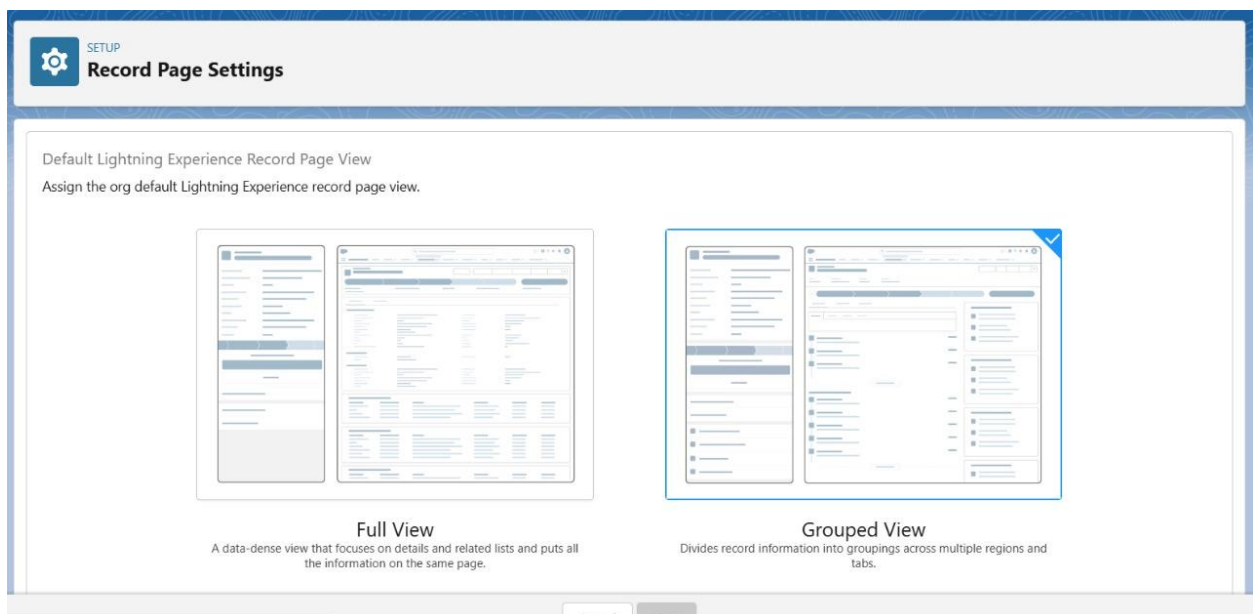 SETUP
Record Page Settings
Default Lightning Experience Record Page View
Assign the org default Lightning Experience record page view.
Full View
A data-dense view that focuses on details and related lists and puts all
the information on the same page.
Grouped View
Divides record information into groupings across multiple regions and
tabs.